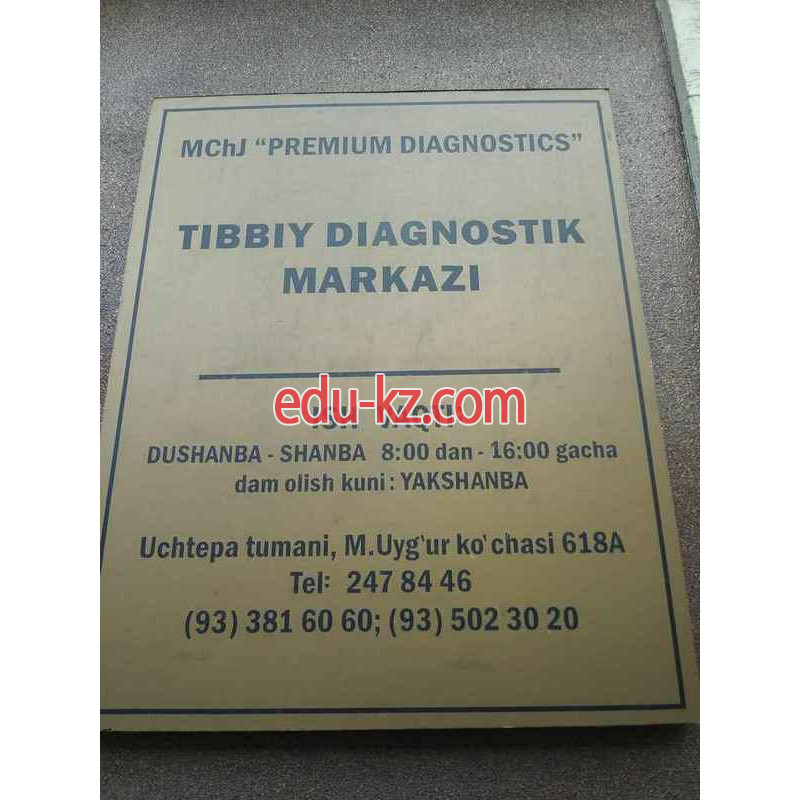 MChJ “PREMIUM DIAGNOSTICS”
TIBBIY DIAGNOSTIK
MARKAZI
edu-kz.com
ISH VAQTI
DUSHANBA - SHANBA 8:00 dan - 16:00 gacha
dam olish kuni: YAKSHANBA
Uchtepa tumani, M.Uyg'ur ko'chasi 618A
Tel: 247 84 46
(93) 381 60 60; (93) 502 30 20